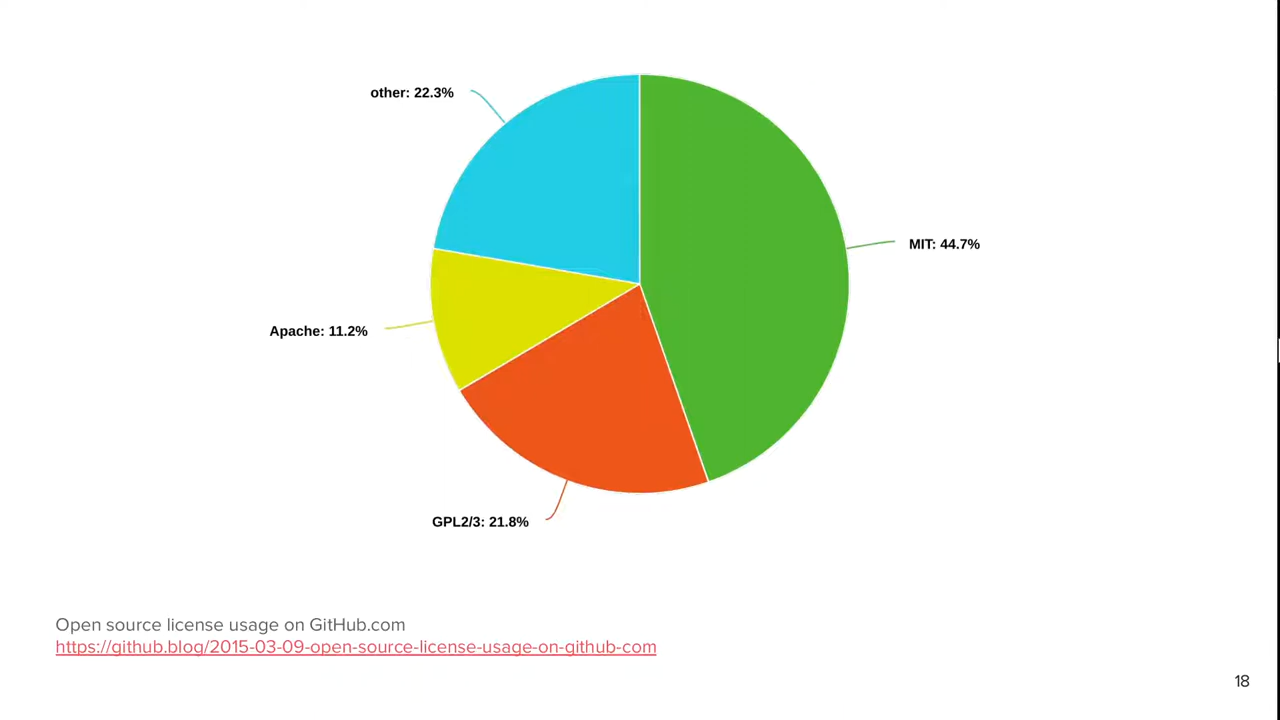 other: 22.3%
MIT: 44.7%
Apache: 11.2%
GPL2/3: 21.8%
Open source license usage on GitHub.com
https://github.blog/2015-03-09-open-source-license-usage-on-github-com
18